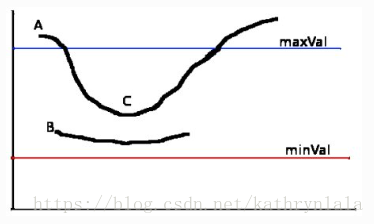 A
maxVal
C
B
minVal
https://blog.csdn.net/kathrynlala